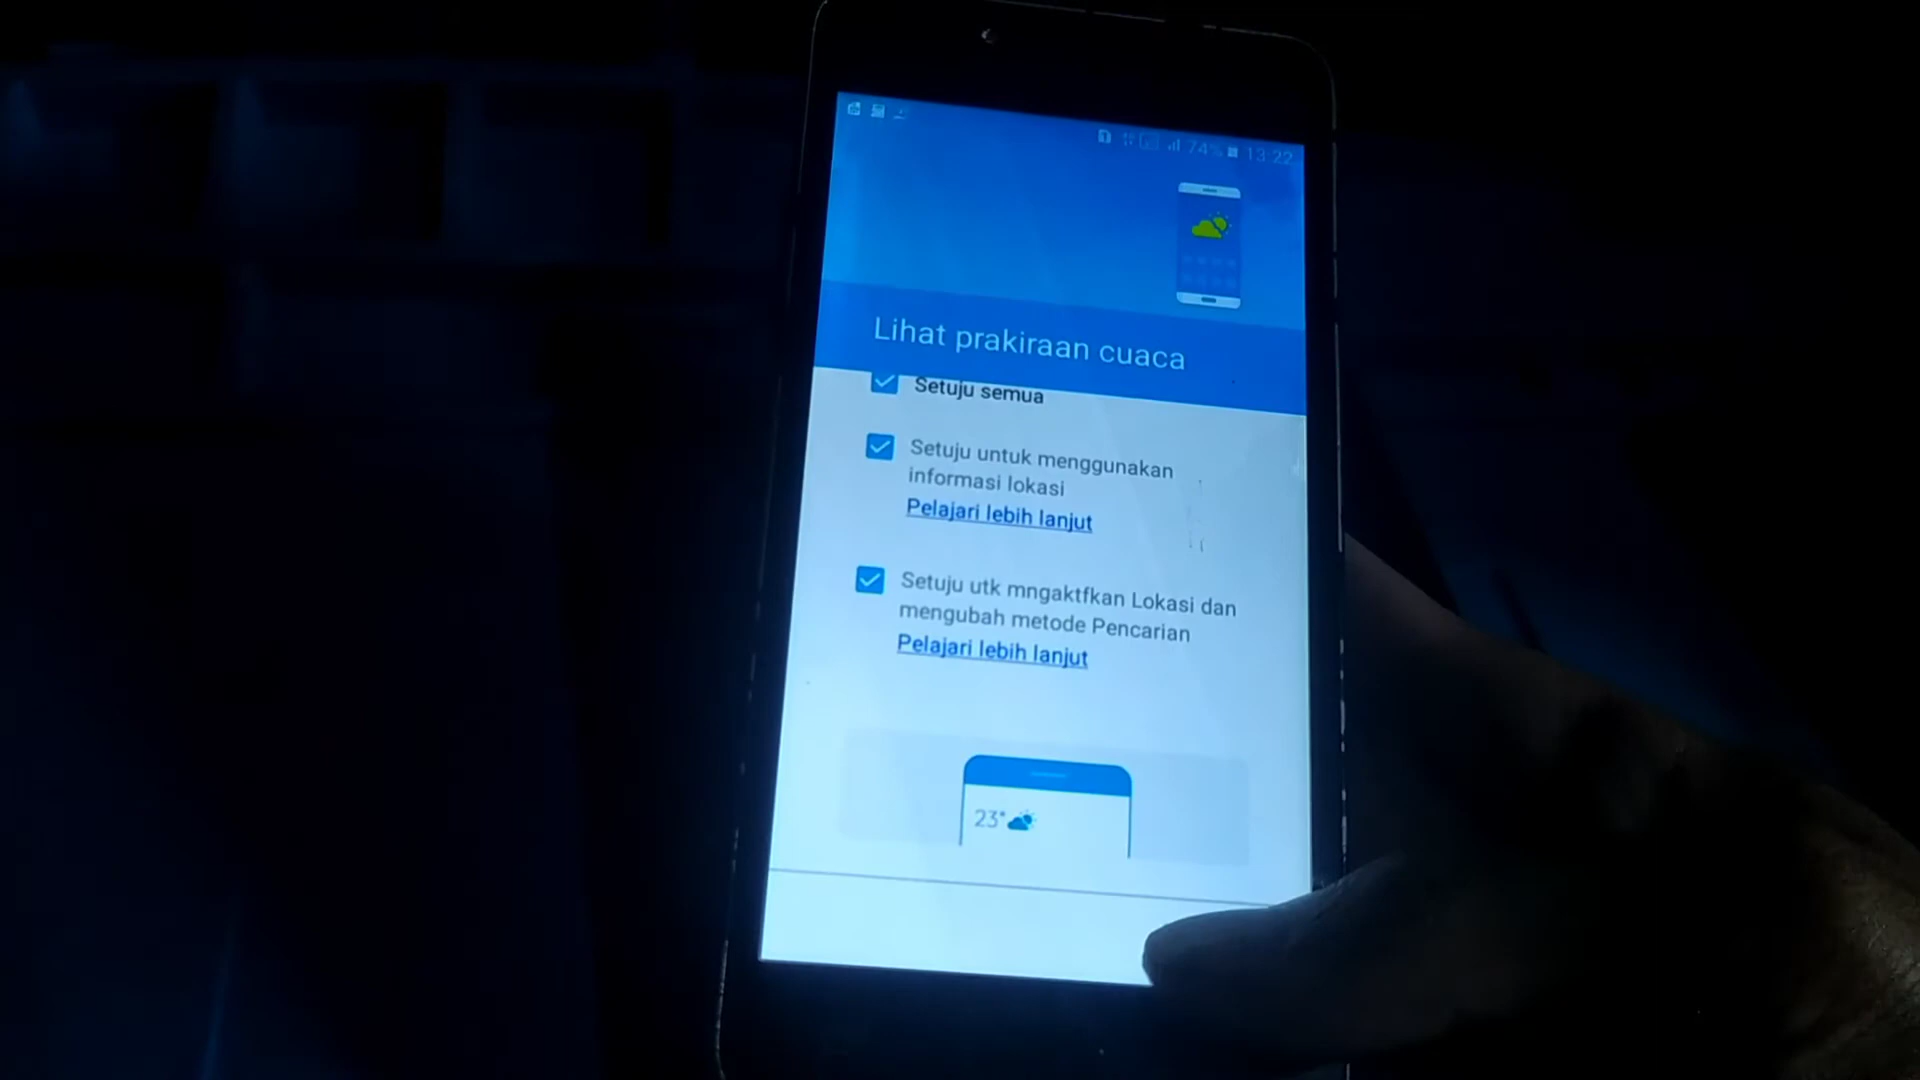 74% 13:22
Lihat prakiraan cuaca
Setuju semua
Setuju untuk menggunakan
informasi lokasi
Pelajari lebih lanjut
Setuju utk mngaktfkan Lokasi dan
mengubah metode Pencarian
Pelajari lebih lanjut
23°